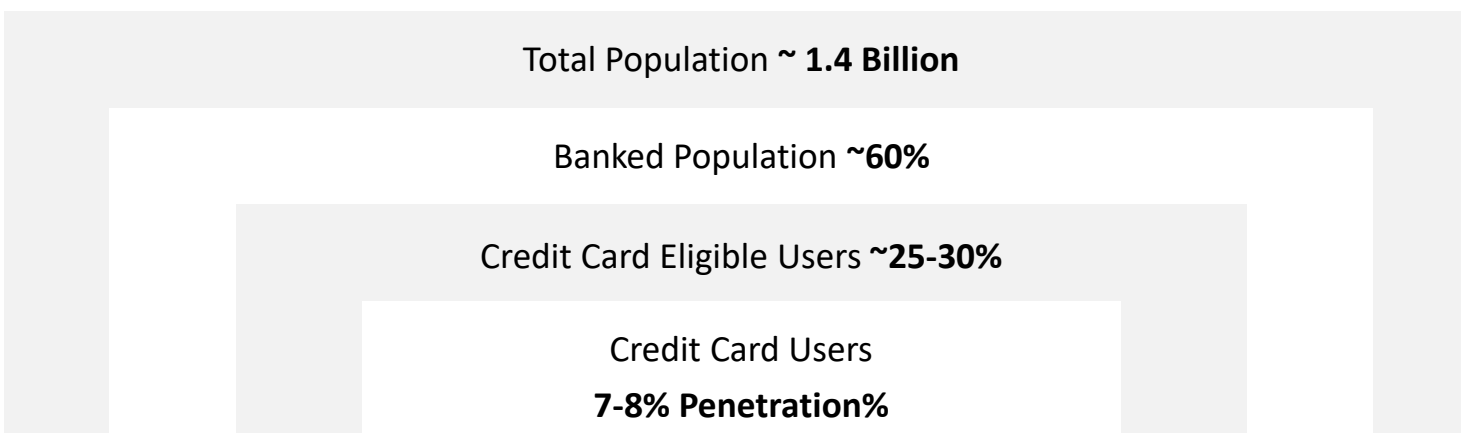 Total Population ~ 1.4 Billion
Banked Population ~60%
Credit Card Eligible Users ~25-30%
Credit Card Users
7-8% Penetration%